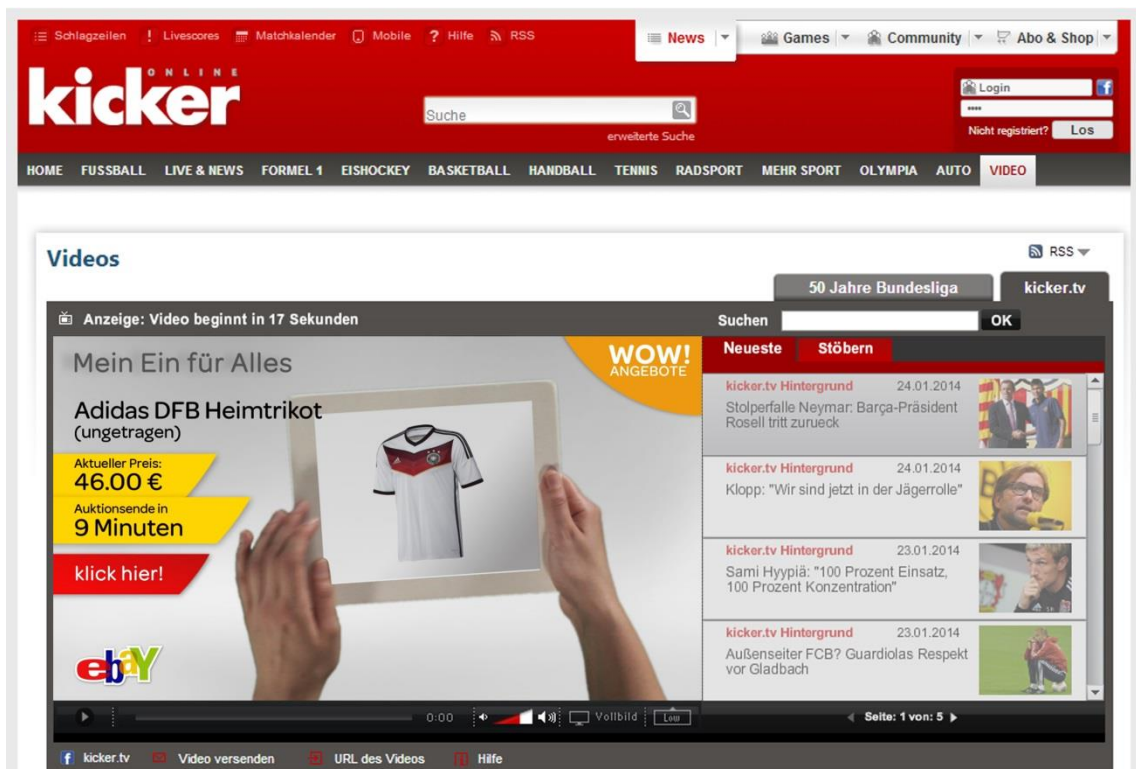 Schlagzeilen ! Livescores Matchkalender Mobile ? Hilfe RSS
News Games Community Abo & Shop
kicker
ONLINE
Login
Suche
••••
erweiterte Suche
Nicht registriert? Los
HOME FUSSBALL LIVE & NEWS FORMEL 1 EISHOCKEY BASKETBALL HANDBALL TENNIS RADSPORT MEHR SPORT OLYMPIA AUTO VIDEO
Videos
RSS
50 Jahre Bundesliga kicker.tv
Anzeige: Video beginnt in 17 Sekunden
Suchen OK
Mein Ein für Alles
WOW!
ANGEBOTE
Adidas DFB Heimtrikot
(ungetragen)
Aktueller Preis:
46.00 €
Auktionsende in
9 Minuten
klick hier!
ebaY
Neueste Stöbern
kicker.tv Hintergrund 24.01.2014
Stolperfalle Neymar: Barça-Präsident
Rosell tritt zurueck
kicker.tv Hintergrund 24.01.2014
Klopp: "Wir sind jetzt in der Jägerrolle"
kicker.tv Hintergrund 23.01.2014
Sami Hyypiä: "100 Prozent Einsatz,
100 Prozent Konzentration"
kicker.tv Hintergrund 23.01.2014
Außenseiter FCB? Guardiolas Respekt
vor Gladbach
0:00 Vollbild Low
Seite: 1 von: 5
kicker.tv Video versenden URL des Videos Hilfe